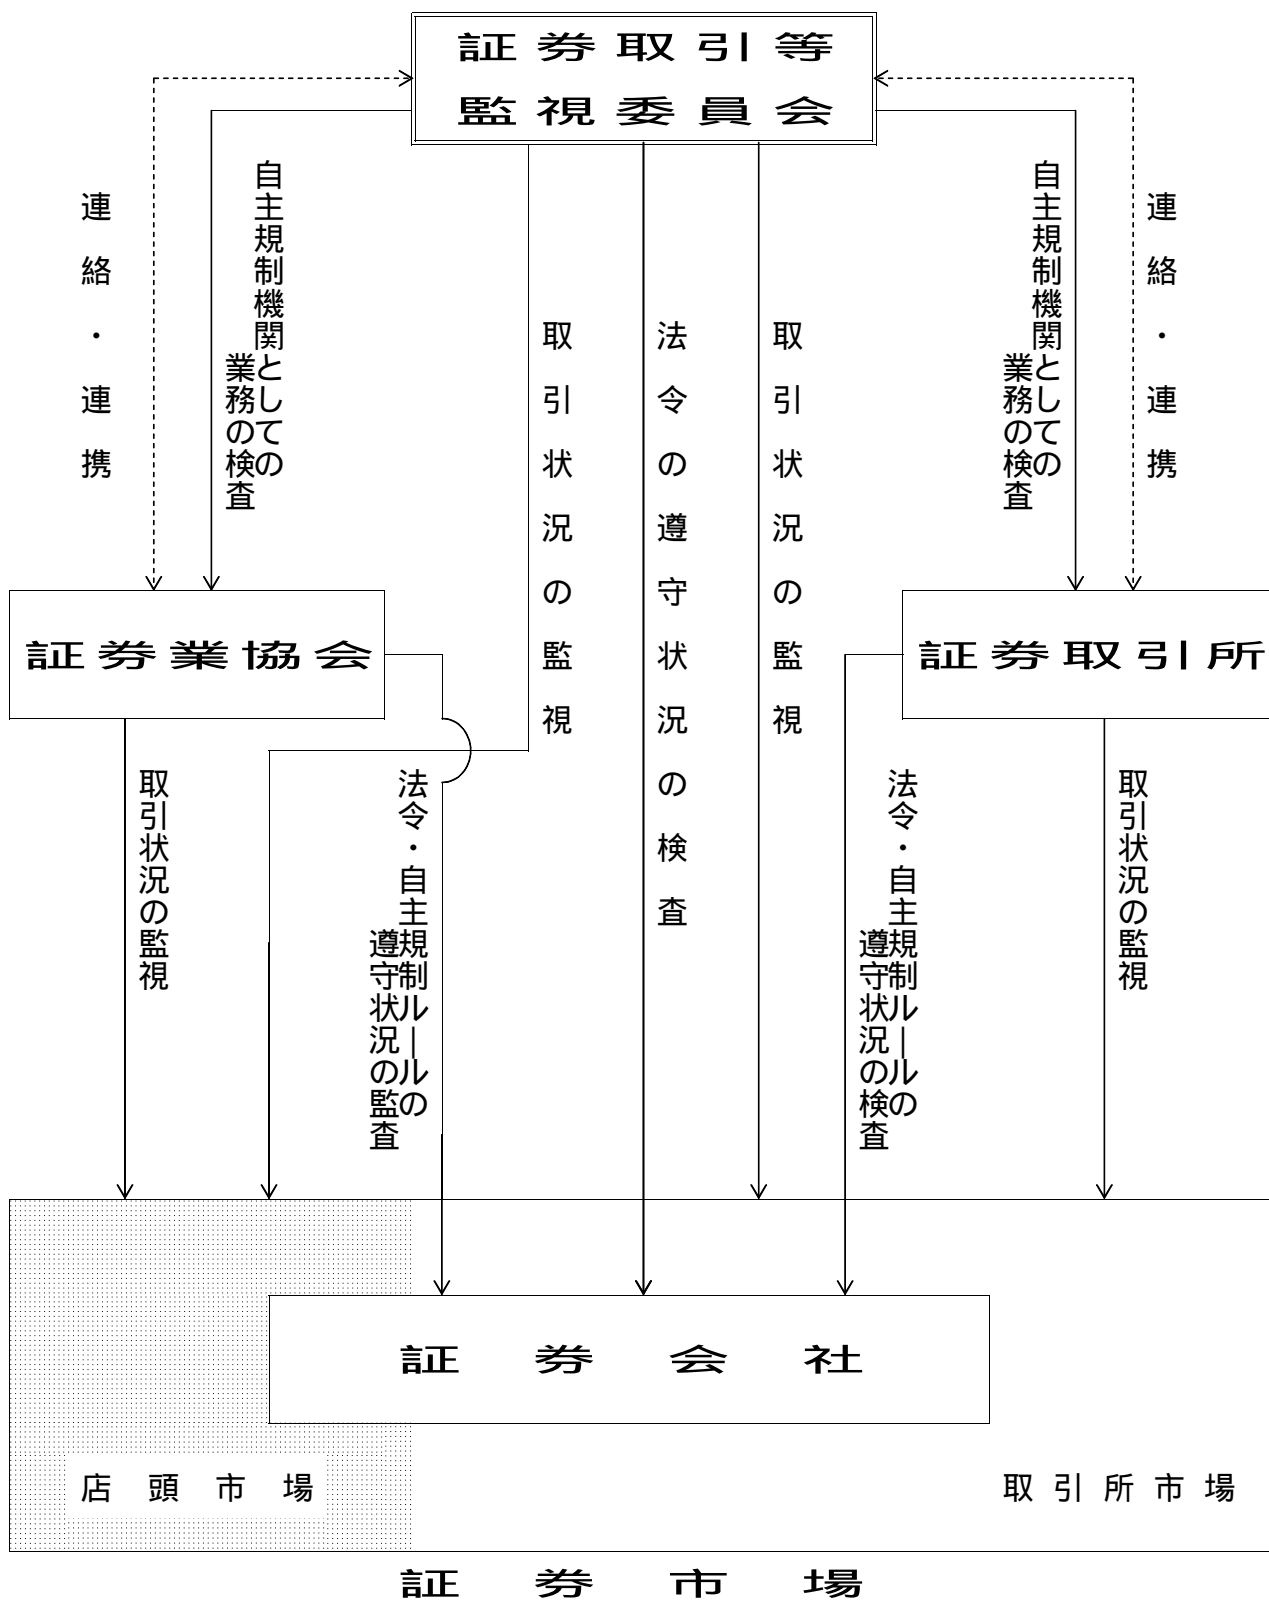 証券取引等
監視委員会
連絡・連携
自主規制機関としての
業務の検査
取引状況の監視
法令の遵守状況の検査
取引状況の監視
自主規制機関としての
業務の検査
連絡・連携
証券業協会
証券取引所
取引状況の監視
法令・自主規制ルールの
遵守状況の監査
法令・自主規制ルールの
遵守状況の検査
取引状況の監視
証券会社
店頭市場
取引所市場
証券市場